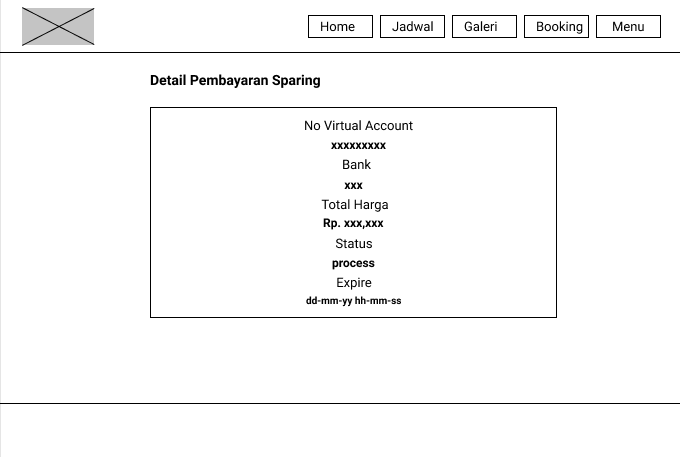 Home Jadwal Galeri Booking Menu
Detail Pembayaran Sparing
No Virtual Account
xxxxxxxxx
Bank
xxx
Total Harga
Rp. xxx,xxx
Status
process
Expire
dd-mm-yy hh-mm-ss